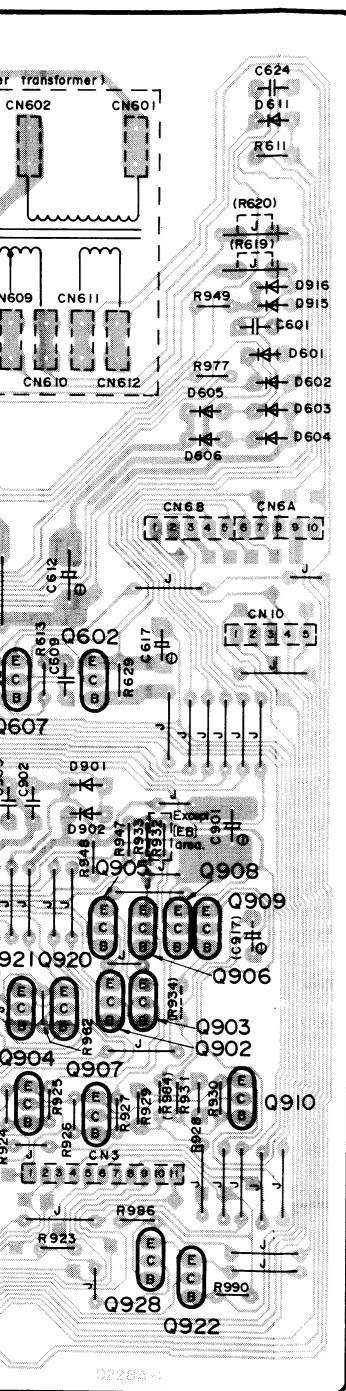 er transformer)
C624
CN602 CN601
D611
R611
(R620)
J
(R619)
J
D916
N609 CN611
R949
D915
C601
D601
R977
CN610 CN612
D602
D605
D603
D604
D606
CN6B CN6A
1 2 3 4 5 6 7 8 9 10
C612
J
J
CN10
1 2 3 4 5
R613
C609
Q602
C617
E C B
E C B
R629
J
Q607
J J J J J J
D901
C902
D902
J
R947
R933
R932
Except (EB) area.
C901
R948
Q905
J
Q908
J J J J
J
Q909
E C B
E C B
E C B
E C B
(C917)
921 Q920
J
Q906
E C B
E C B
E C B
E C B
R962
(R934)
J
Q903
Q904
J
Q902
Q907
E C B
R925
E C B
R927
R929
R931
R930
E C B
Q910
R926
R928
J
CN3
1 2 3 4 5 6 7 8 9 10 11
J J J J J
J
R986
R923
E C B
J
J
J
E C B
R990
Q928
Q922
D228A-